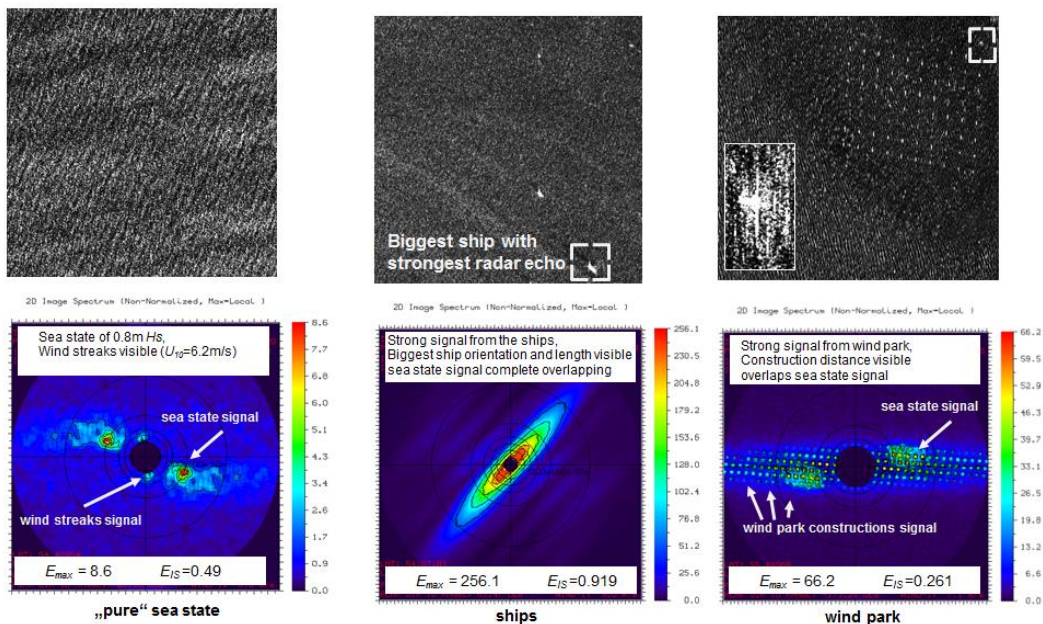 Biggest ship with
strongest radar echo
2D Image Spectrum (Non-Normalized, Max-Local )
Sea state of 0.8m Hs,
Wind streaks visible (U10=6.2m/s)
sea state signal
wind streaks signal
Emax = 8.6 EIS=0.49
8.6
7.7
6.9
6.0
5.2
4.3
3.4
2.6
1.7
0.9
0.0
„pure“ sea state
2D Image Spectrum (Non-Normalized, Max-Local )
Strong signal from the ships,
Biggest ship orientation and length visible
sea state signal complete overlapping
Emax = 256.1 EIS=0.919
256.1
230.5
204.9
179.2
153.6
128.0
102.4
76.8
51.2
25.6
0.0
ships
2D Image Spectrum (Non-Normalized, Max-Local )
Strong signal from wind park,
Construction distance visible
overlaps sea state signal
sea state signal
wind park constructions signal
Emax = 66.2 EIS=0.261
66.2
59.6
53.0
46.3
39.7
33.1
26.5
19.9
13.2
6.6
0.0
wind park